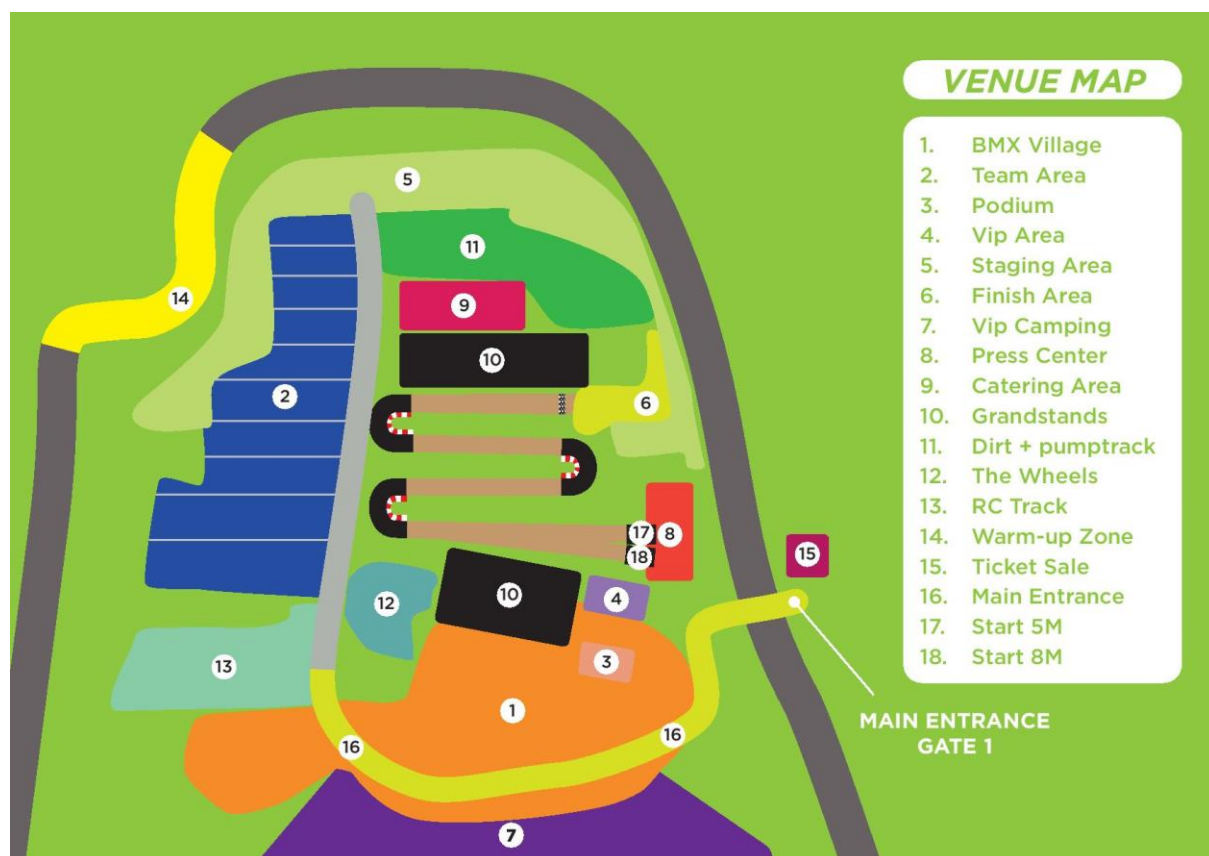 VENUE MAP
1. BMX Village
2. Team Area
3. Podium
4. Vip Area
5. Staging Area
6. Finish Area
7. Vip Camping
8. Press Center
9. Catering Area
10. Grandstands
11. Dirt + pumptrack
12. The Wheels
13. RC Track
14. Warm-up Zone
15. Ticket Sale
16. Main Entrance
17. Start 5M
18. Start 8M
5
11
14
9
10
2
6
17
8
18
15
12
10
4
3
13
1
16
16
7
MAIN ENTRANCE
GATE 1